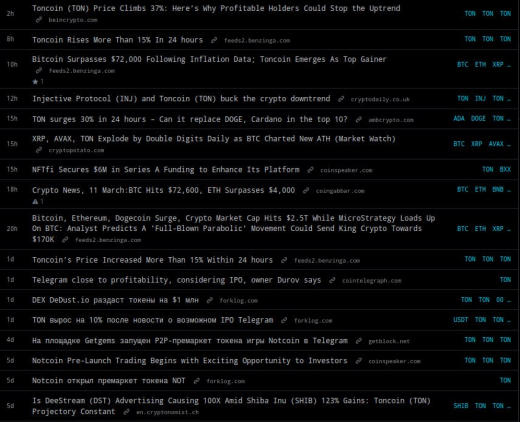 2h Toncoin (TON) Price Climbs 37%: Here's Why Profitable Holders Could Stop the Uptrend TON TON TON
beincrypto.com
8h Toncoin Rises More Than 15% In 24 hours feeds2.benzinga.com TON TON TON
10h Bitcoin Surpasses $72,000 Following Inflation Data; Toncoin Emerges As Top Gainer BTC ETH XRP …
feeds2.benzinga.com
★ 1
12h Injective Protocol (INJ) and Toncoin (TON) buck the crypto downtrend cryptodaily.co.uk TON INJ TON …
15h TON surges 30% in 24 hours – Can it replace DOGE, Cardano in the top 10? ambcrypto.com ADA DOGE TON …
15h XRP, AVAX, TON Explode by Double Digits Daily as BTC Charted New ATH (Market Watch) BTC XRP AVAX …
cryptopotato.com
15h NFTfi Secures $6M in Series A Funding to Enhance Its Platform coinspeaker.com TON BXX
18h Crypto News, 11 March:BTC Hits $72,600, ETH Surpasses $4,000 coingabbar.com BTC ETH BNB …
1
20h Bitcoin, Ethereum, Dogecoin Surge, Crypto Market Cap Hits $2.5T While MicroStrategy Loads Up
On BTC: Analyst Predicts A 'Full-Blown Parabolic' Movement Could Send King Crypto Towards BTC ETH XRP …
$170K feeds2.benzinga.com
1d Toncoin's Price Increased More Than 15% Within 24 hours feeds2.benzinga.com TON TON TON
1d Telegram close to profitability, considering IPO, owner Durov says cointelegraph.com TON
1d DEX DeDust.io раздаст токены на $1 млн forklog.com TON TON OO …
1d TON вырос на 10% после новости о возможном IPO Telegram forklog.com USDT TON TON …
4d На площадке Getgems запущен P2P-премаркет токена игры Notcoin в Telegram getblock.net TON TON TON
5d Notcoin Pre-Launch Trading Begins with Exciting Opportunity to Investors coinspeaker.com TON TON TON
5d Notcoin открыл премаркет токена NOT forklog.com TON
5d Is DeeStream (DST) Advertising Causing 100X Amid Shiba Inu (SHIB) 123% Gains: Toncoin (TON) SHIB TON TON …
Projectory Constant en.cryptonomist.ch